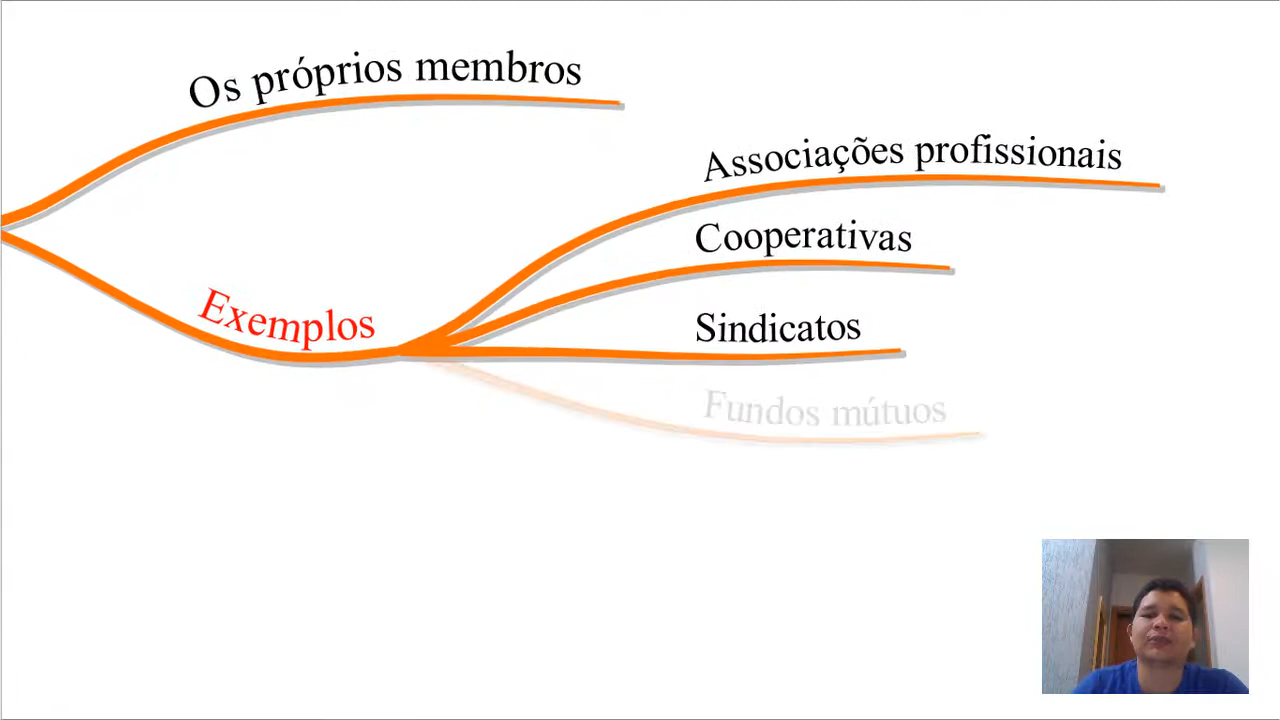 Os próprios membros
Associações profissionais
Cooperativas
Exemplos
Sindicatos
Fundos mútuos